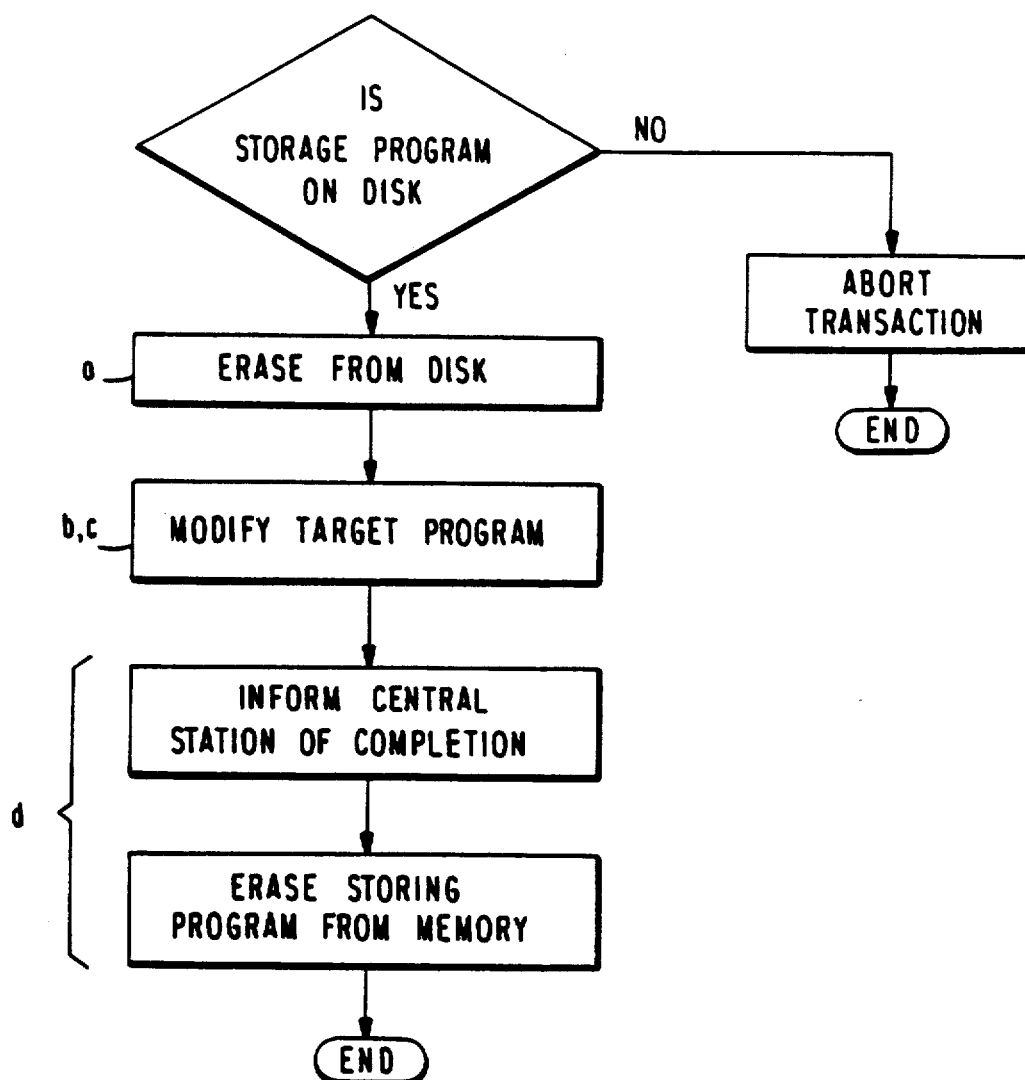 IS
STORAGE PROGRAM
ON DISK
NO
YES
ABORT
TRANSACTION
END
a
ERASE FROM DISK
b,c
MODIFY TARGET PROGRAM
d
INFORM CENTRAL
STATION OF COMPLETION
ERASE STORING
PROGRAM FROM MEMORY
END